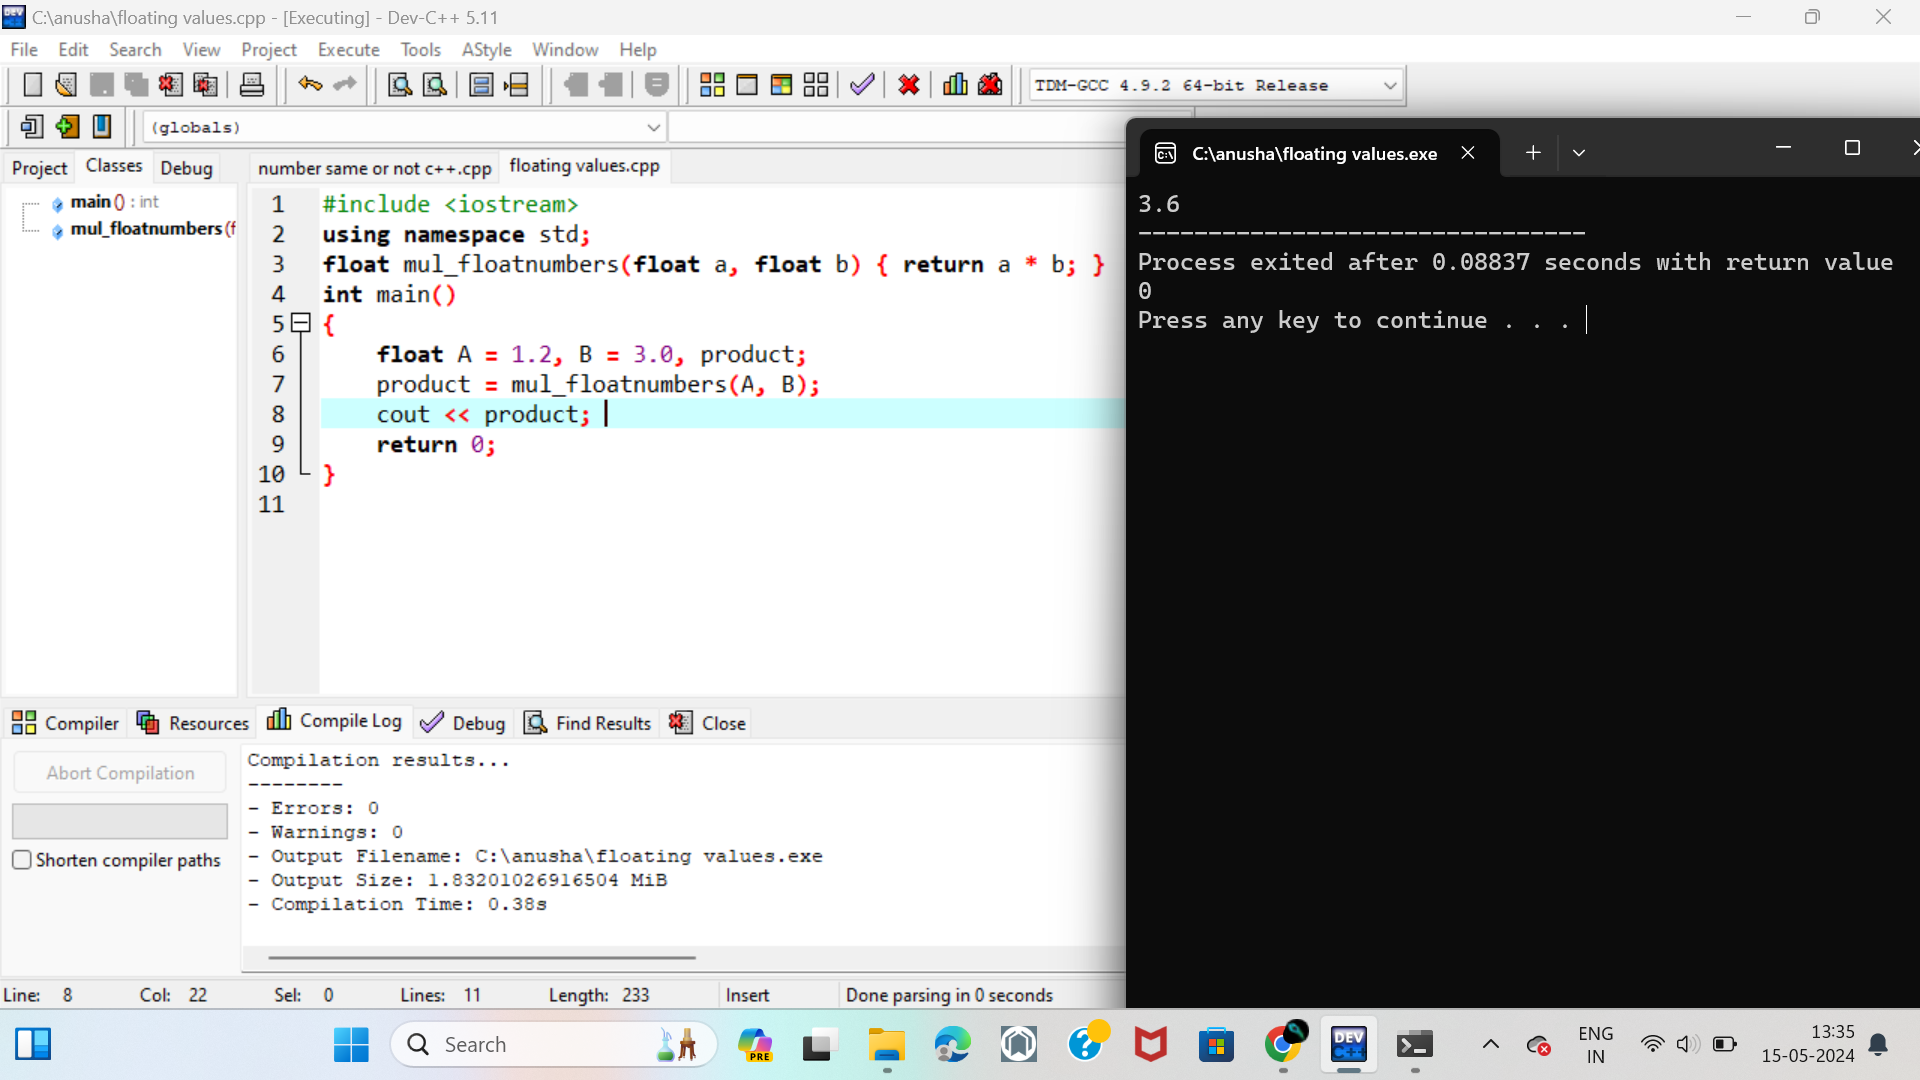 C:\anusha\floating values.cpp - [Executing] - Dev-C++ 5.11
File Edit Search View Project Execute Tools AStyle Window Help
TDM-GCC 4.9.2 64-bit Release
(globals)
Project Classes Debug
main () : int
mul_floatnumbers (f
number same or not c++.cpp floating values.cpp
1 #include <iostream>
2 using namespace std;
3 float mul_floatnumbers(float a, float b) { return a * b; }
4 int main()
5 {
6 float A = 1.2, B = 3.0, product;
7 product = mul_floatnumbers(A, B);
8 cout << product;
9 return 0;
10 }
11
C:\anusha\floating values.exe
3.6
--------------------------------
Process exited after 0.08837 seconds with return value
0
Press any key to continue . . .
Compiler Resources Compile Log Debug Find Results Close
Abort Compilation
Shorten compiler paths
Compilation results...
--------
- Errors: 0
- Warnings: 0
- Output Filename: C:\anusha\floating values.exe
- Output Size: 1.83201026916504 MiB
- Compilation Time: 0.38s
Line: 8 Col: 22 Sel: 0 Lines: 11 Length: 233 Insert Done parsing in 0 seconds
Search
PRE
DEV
C++
ENG
IN
13:35
15-05-2024